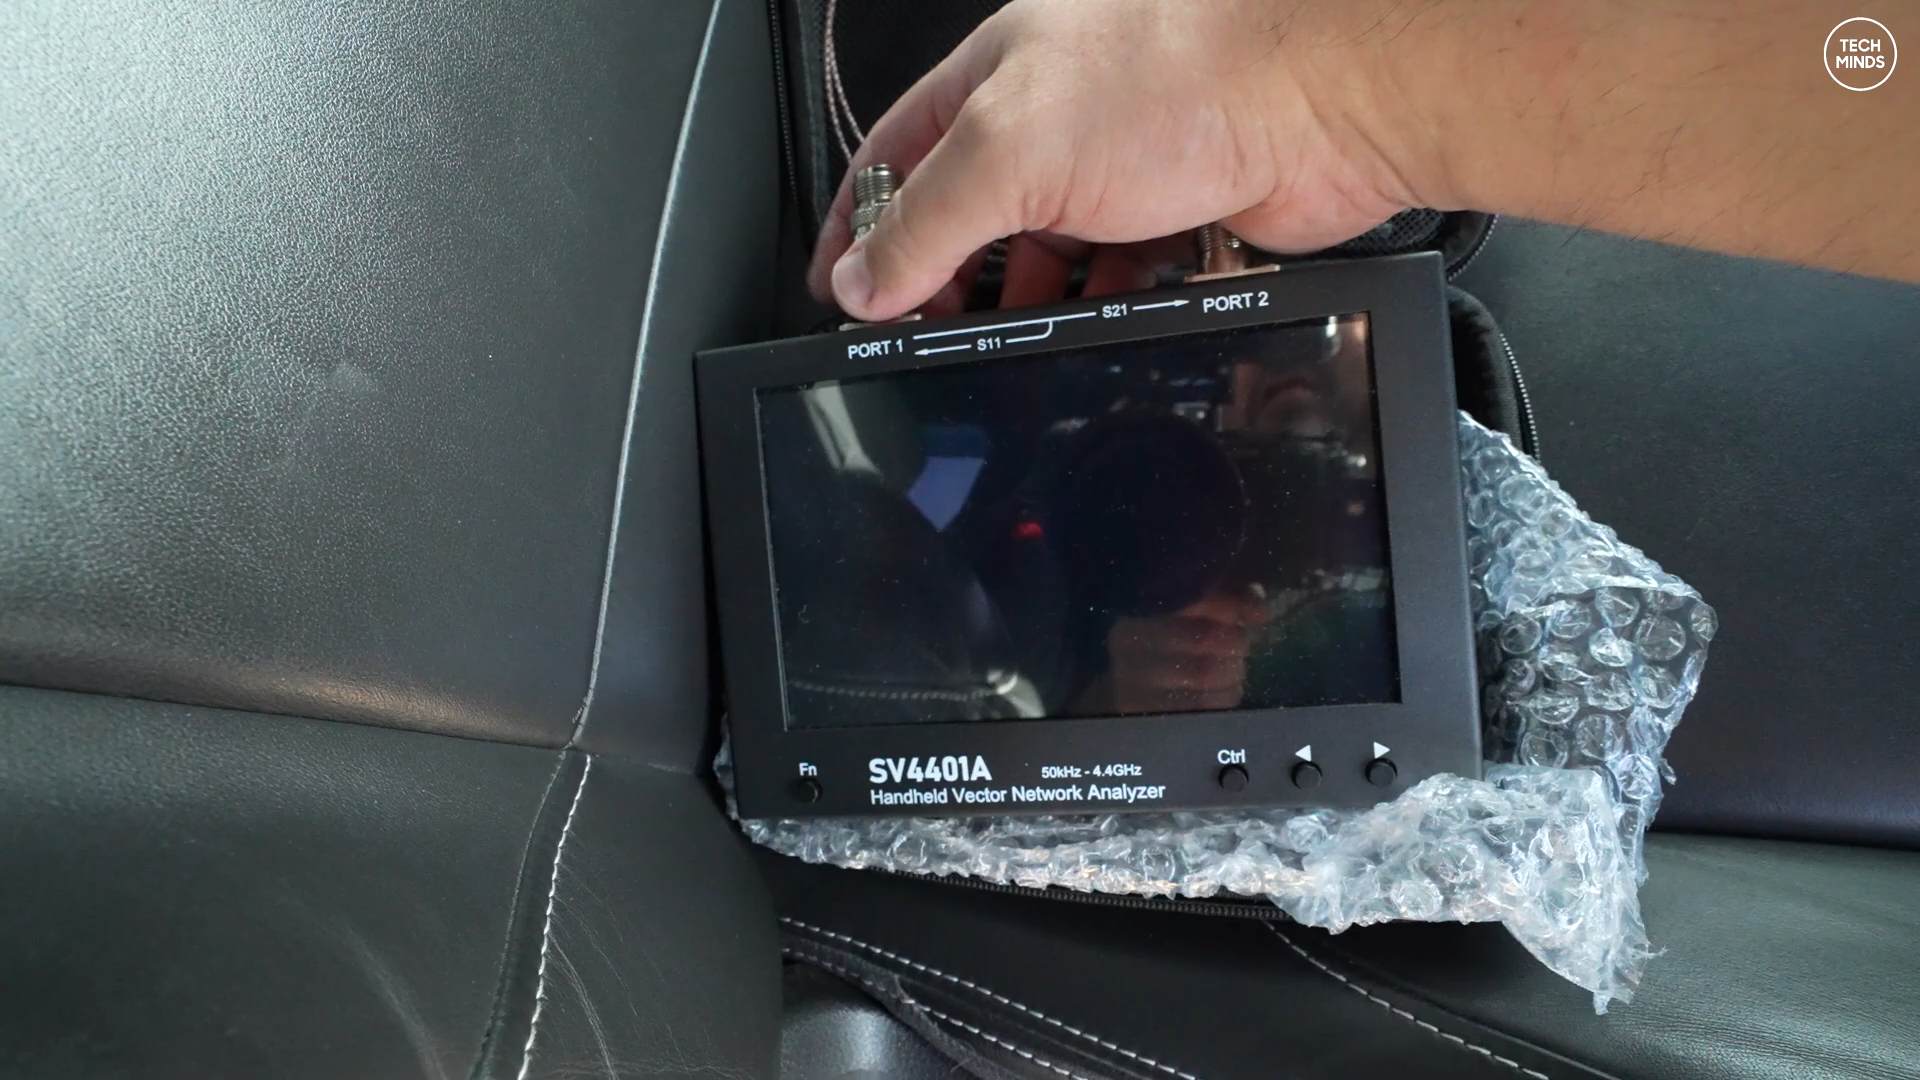 TECH
MINDS
PORT 1
S21
S11
PORT 2
Fn
SV4401A
50kHz - 4.4GHz
Handheld Vector Network Analyzer
Ctrl